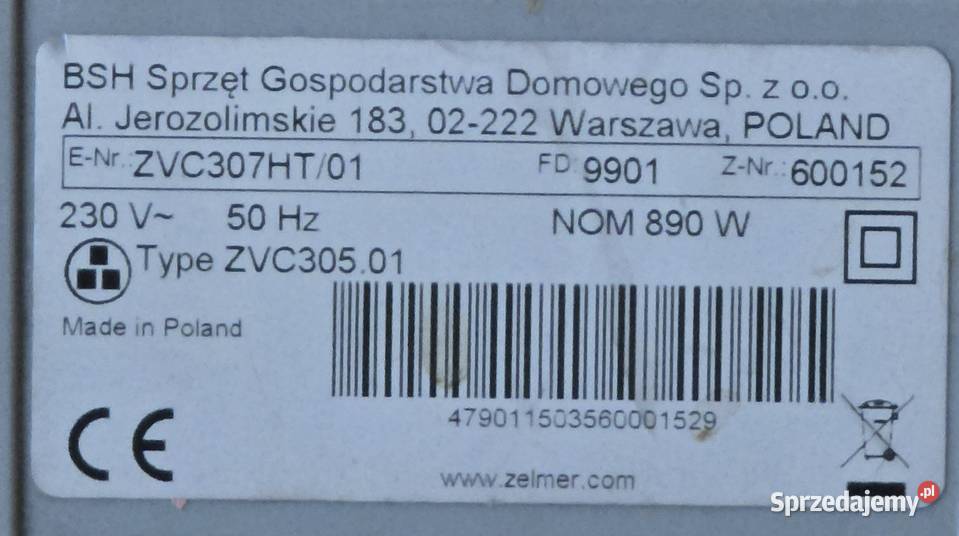 BSH Sprzęt Gospodarstwa Domowego Sp. z o.o.
Al. Jerozolimskie 183, 02-222 Warszawa, POLAND
E-Nr.: ZVC307HT/01 FD: 9901 Z-Nr.: 600152
230 V~ 50 Hz NOM 890 W
Type ZVC305.01
Made in Poland
479011503560001529
CE
www.zelmer.com
Sprzedajemy.pl